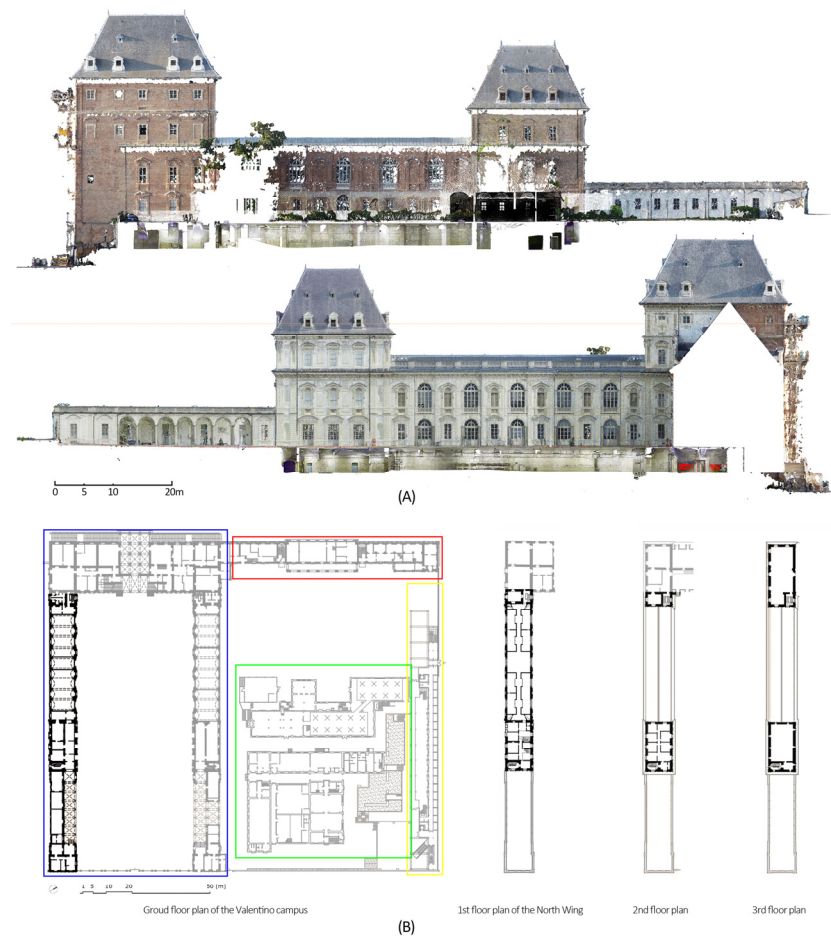 0 5 10 20m
(A)
1 5 10 20 50 (m)
Groud floor plan of the Valentino campus
1st floor plan of the North Wing
2nd floor plan
3rd floor plan
(B)